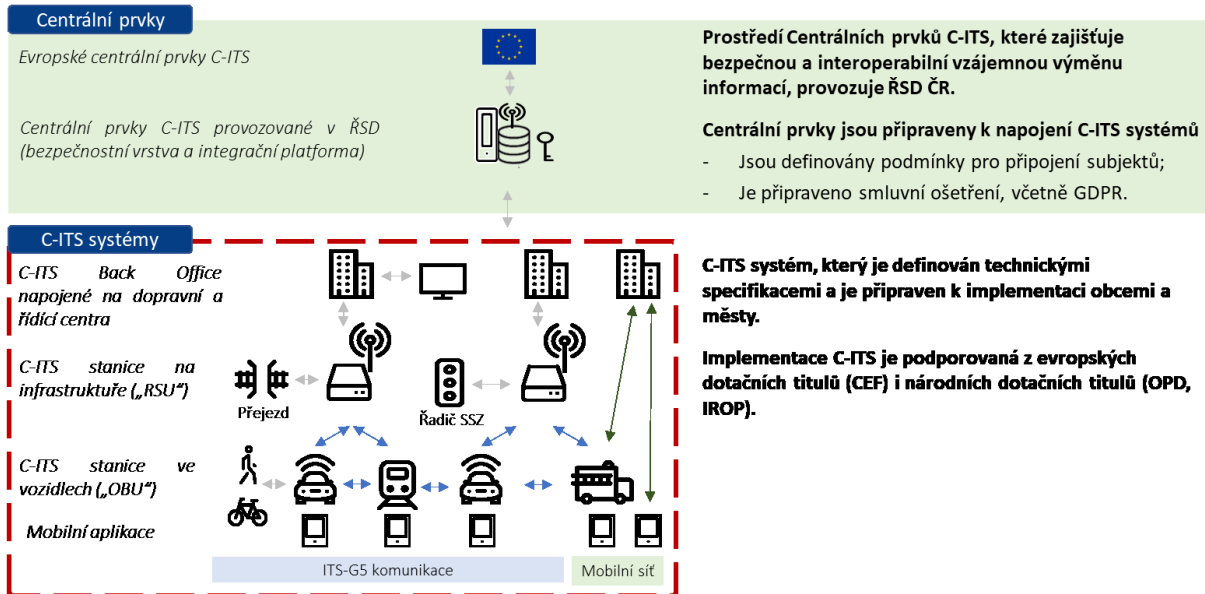 Centrální prvky
Evropské centrální prvky C-ITS
Centrální prvky C-ITS provozované v ŘSD
(bezpečnostní vrstva a integrační platforma)
Prostředí Centrálních prvků C-ITS, které zajišťuje
bezpečnou a interoperabilní vzájemnou výměnu
informací, provozuje ŘSD ČR.
Centrální prvky jsou připraveny k napojení C-ITS systémů
- Jsou definovány podmínky pro připojení subjektů;
- Je připraveno smluvní ošetření, včetně GDPR.
C-ITS systémy
C-ITS Back Office
napojené na dopravní a
řídící centra
C-ITS stanice na
infrastruktuře („RSU“)
Přejezd
Řadič SSZ
C-ITS stanice ve
vozidlech („OBU“)
Mobilní aplikace
ITS-G5 komunikace
Mobilní síť
C-ITS systém, který je definován technickými
specifikacemi a je připraven k implementaci obcemi a
městy.
Implementace C-ITS je podporovaná z evropských
dotačních titulů (CEF) i národních dotačních titulů (OPD,
IROP).